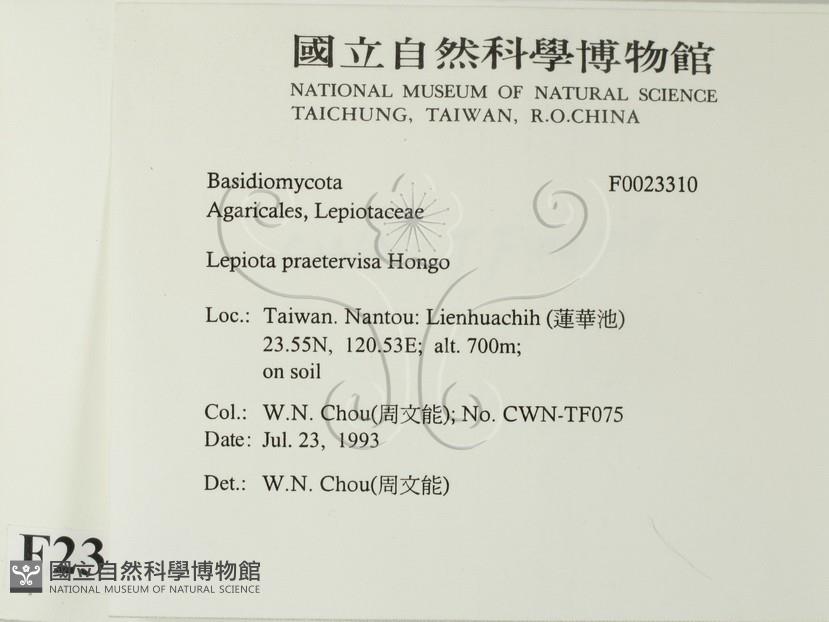 國立自然科學博物館
NATIONAL MUSEUM OF NATURAL SCIENCE
TAICHUNG, TAIWAN, R.O.CHINA
Basidiomycota F0023310
Agaricales, Lepiotaceae
Lepiota praetervisa Hongo
Loc.: Taiwan. Nantou: Lienhuachih (蓮華池)
23.55N, 120.53E; alt. 700m;
on soil
Col.: W.N. Chou(周文能); No. CWN-TF075
Date: Jul. 23, 1993
Det.: W.N. Chou(周文能)
F23
國立自然科學博物館
NATIONAL MUSEUM OF NATURAL SCIENCE